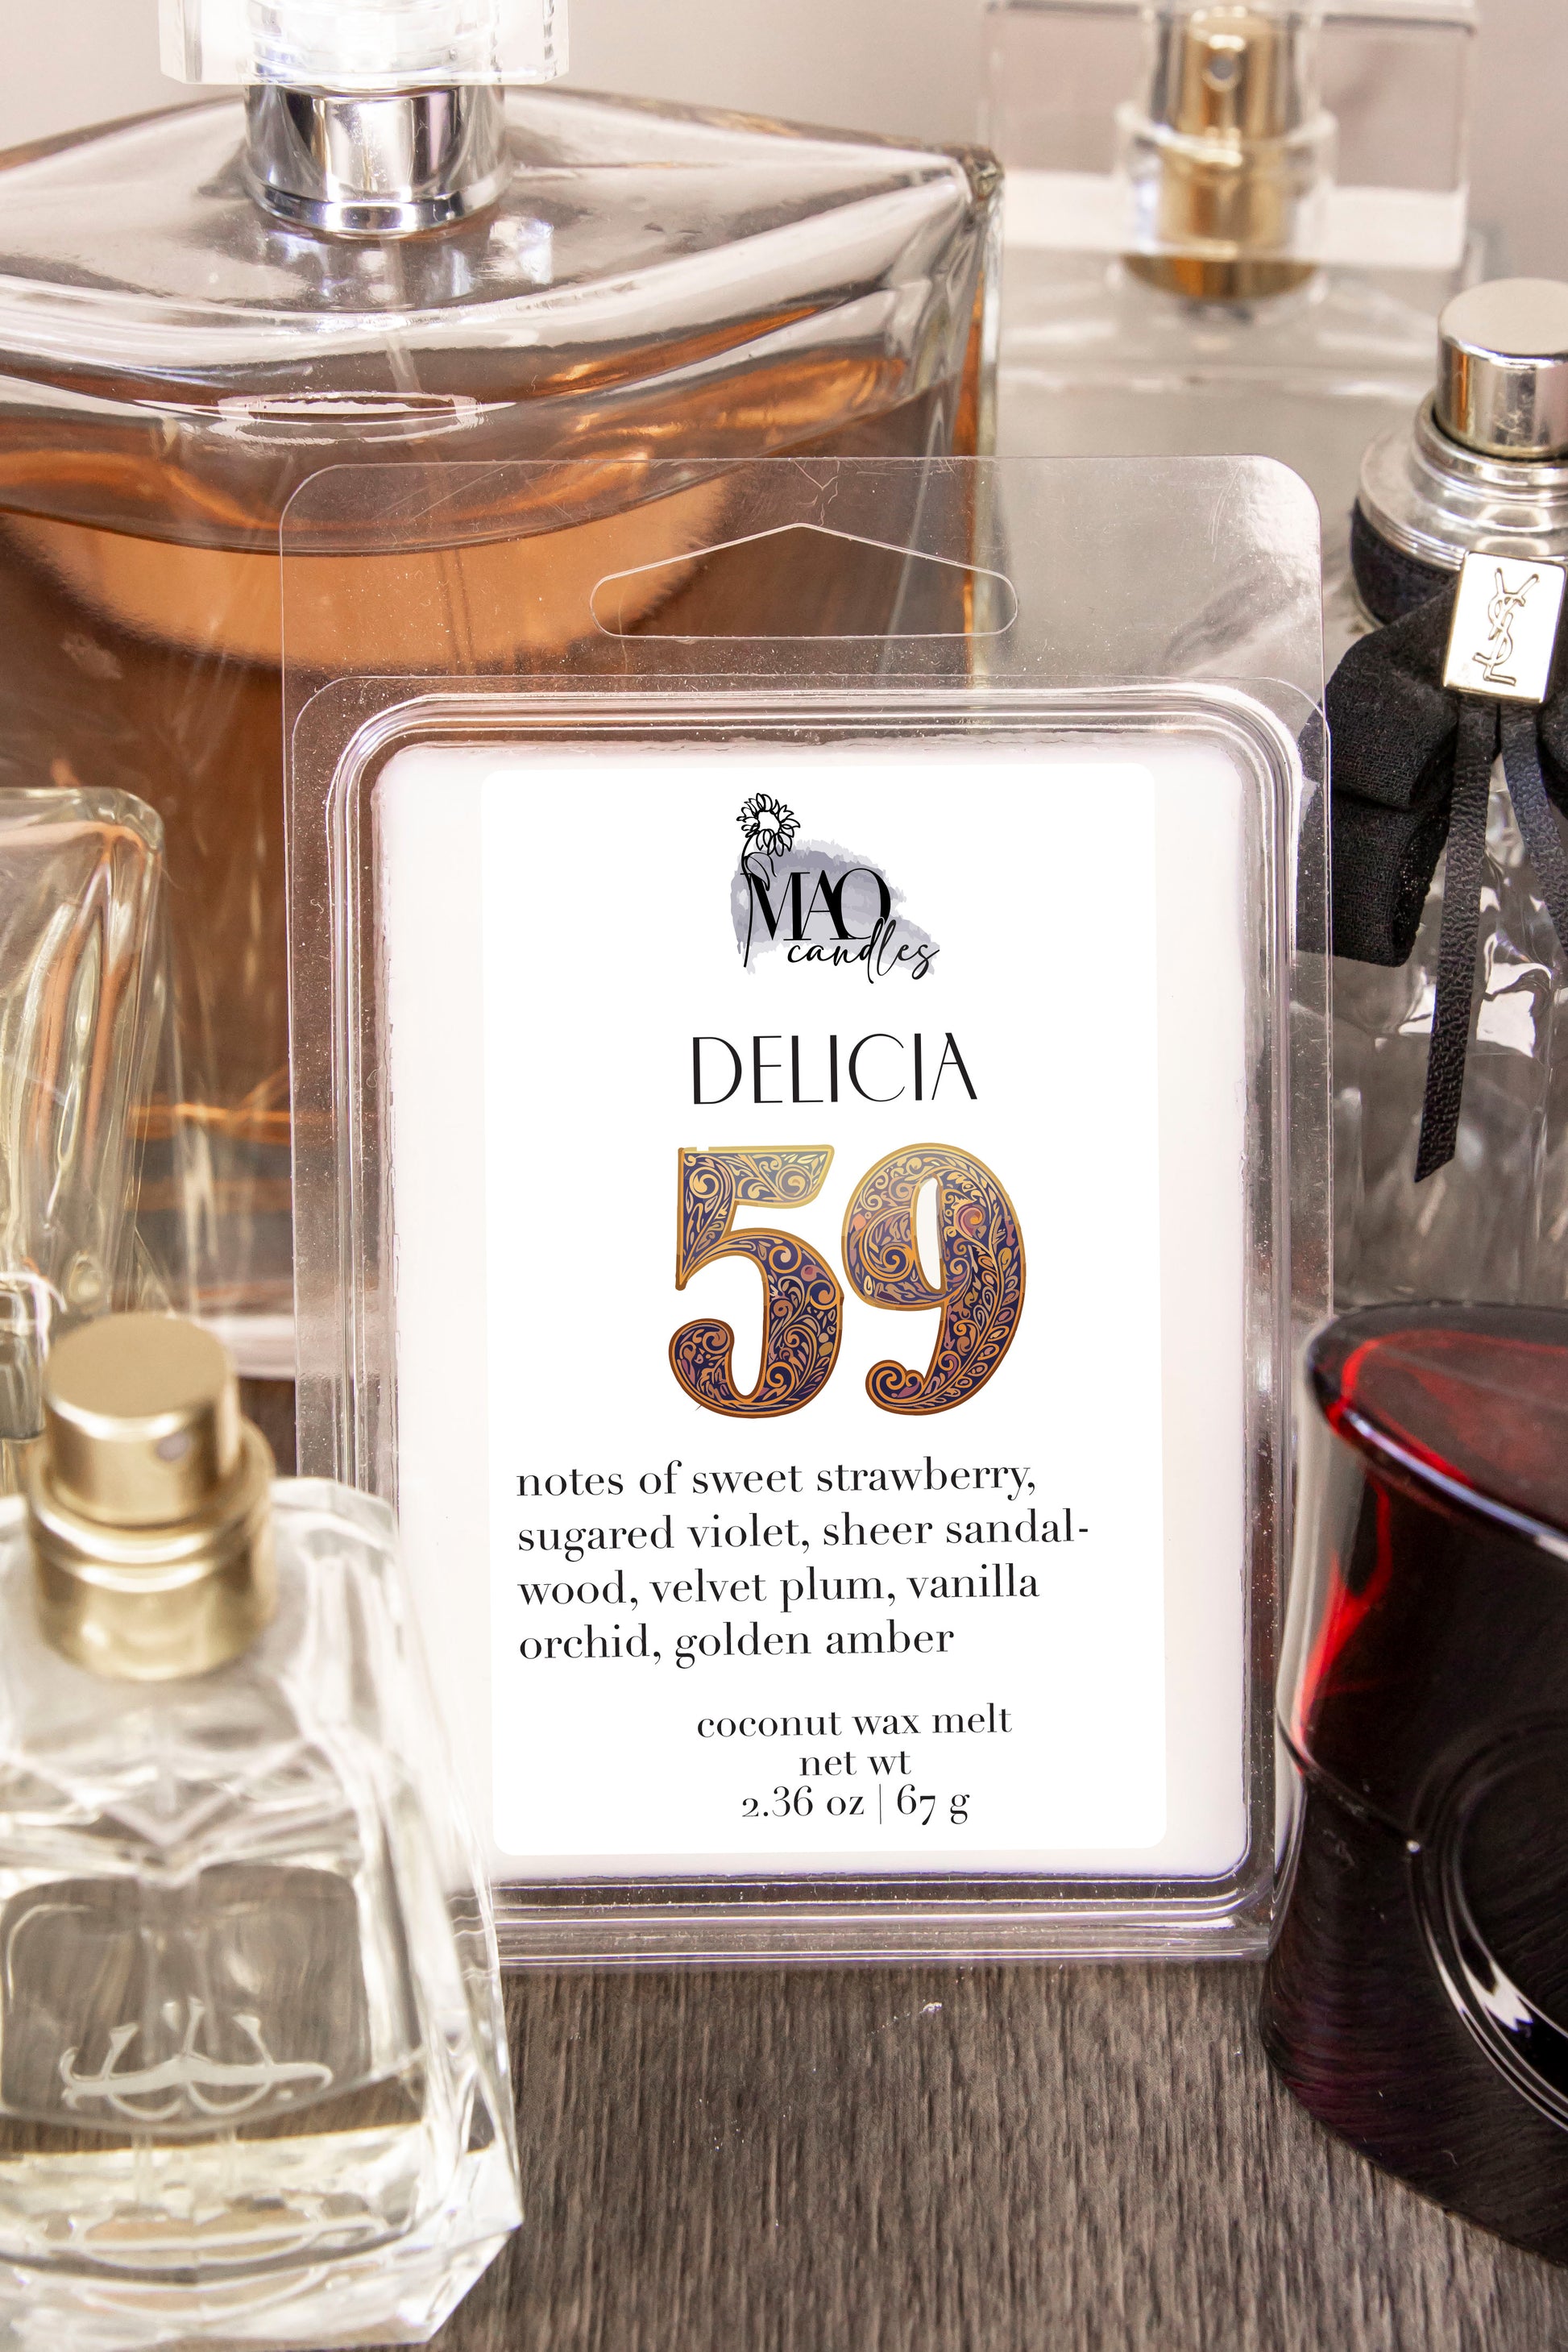 MAO
candles
DELICIA
59
notes of sweet strawberry,
sugared violet, sheer sandal-
wood, velvet plum, vanilla
orchid, golden amber
coconut wax melt
net wt
2.36 oz | 67 g
YSL